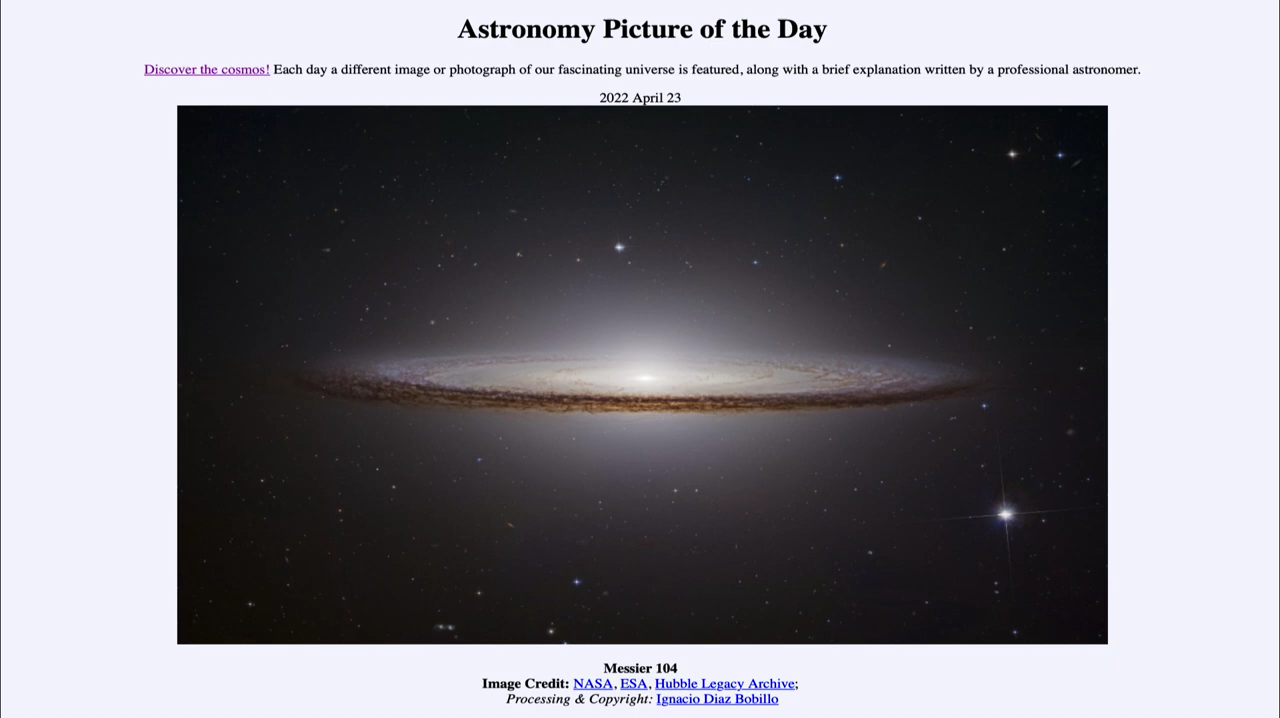 Astronomy Picture of the Day
Discover the cosmos! Each day a different image or photograph of our fascinating universe is featured, along with a brief explanation written by a professional astronomer.
2022 April 23
Messier 104
Image Credit: NASA, ESA, Hubble Legacy Archive;
Processing & Copyright: Ignacio Diaz Bobillo